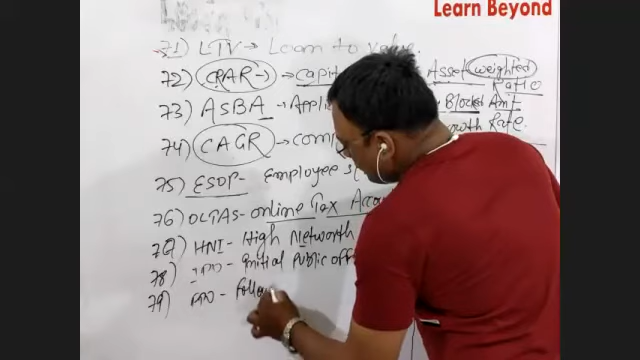 Learn Beyond
71) LTV → Loan to value.
72) CRAR → capit Asset weighted
Ratio
73) ASBA → Appli Blocked Amt
74) CAGR → comp owth Rate.
75) ESOP - Employee S
76) OLTAS - online Tax Accou
77) HNI - High Networth
78) IPO - Initial Public off
79) FPO - follow